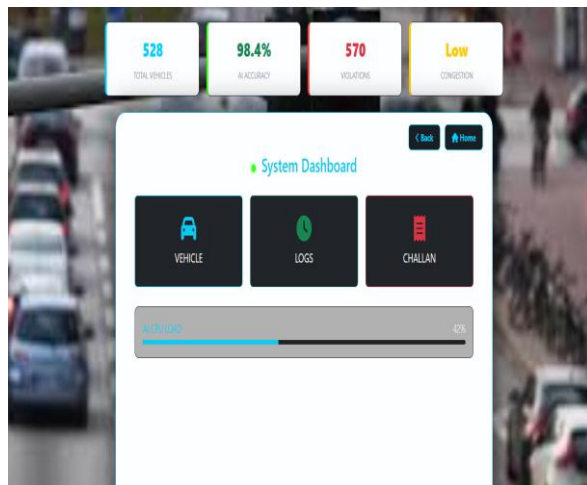 528 98.4% 570 Low
TOTAL VEHICLES AI ACCURACY VIOLATIONS CONGESTION
Back Home
System Dashboard
VEHICLE LOGS CHALLAN
AI CPU LOAD 42%